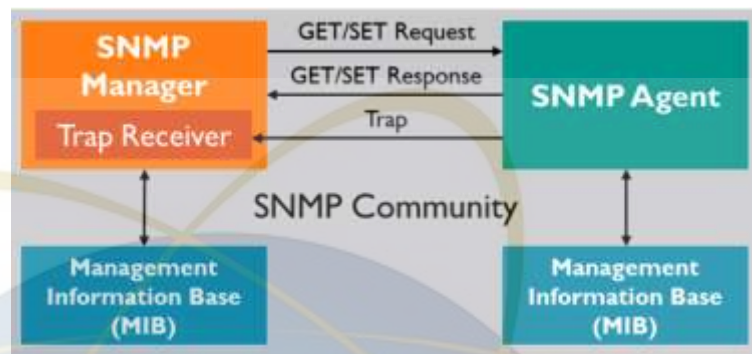 SNMP
Manager
Trap Receiver
GET/SET Request
GET/SET Response
Trap
SNMP Agent
SNMP Community
Management
Information Base
(MIB)
Management
Information Base
(MIB)